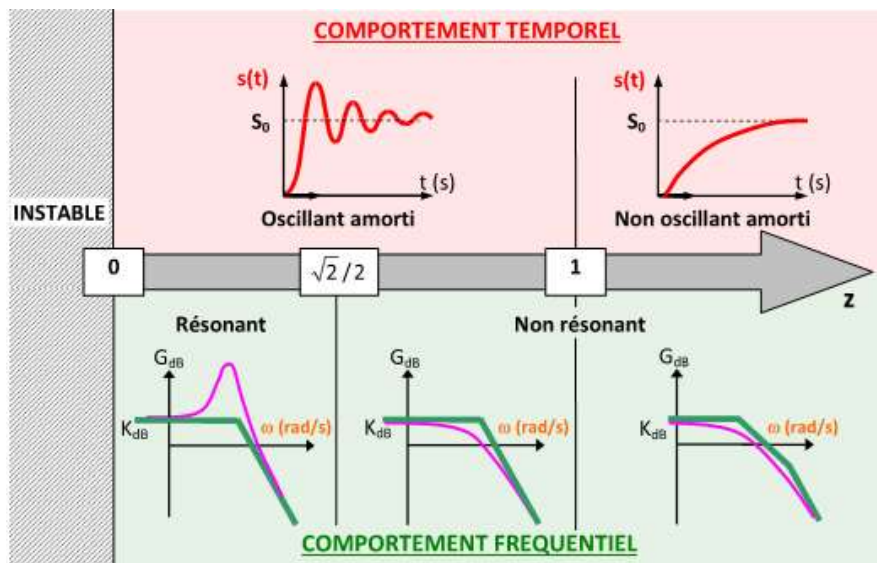 COMPORTEMENT TEMPOREL
s(t)
S₀
t (s)
Oscillant amorti
s(t)
S₀
t (s)
Non oscillant amorti
INSTABLE
0
√2/2
1
z
Résonant
Non résonant
G_dB
K_dB
ω (rad/s)
G_dB
K_dB
ω (rad/s)
G_dB
K_dB
ω (rad/s)
COMPORTEMENT FREQUENTIEL